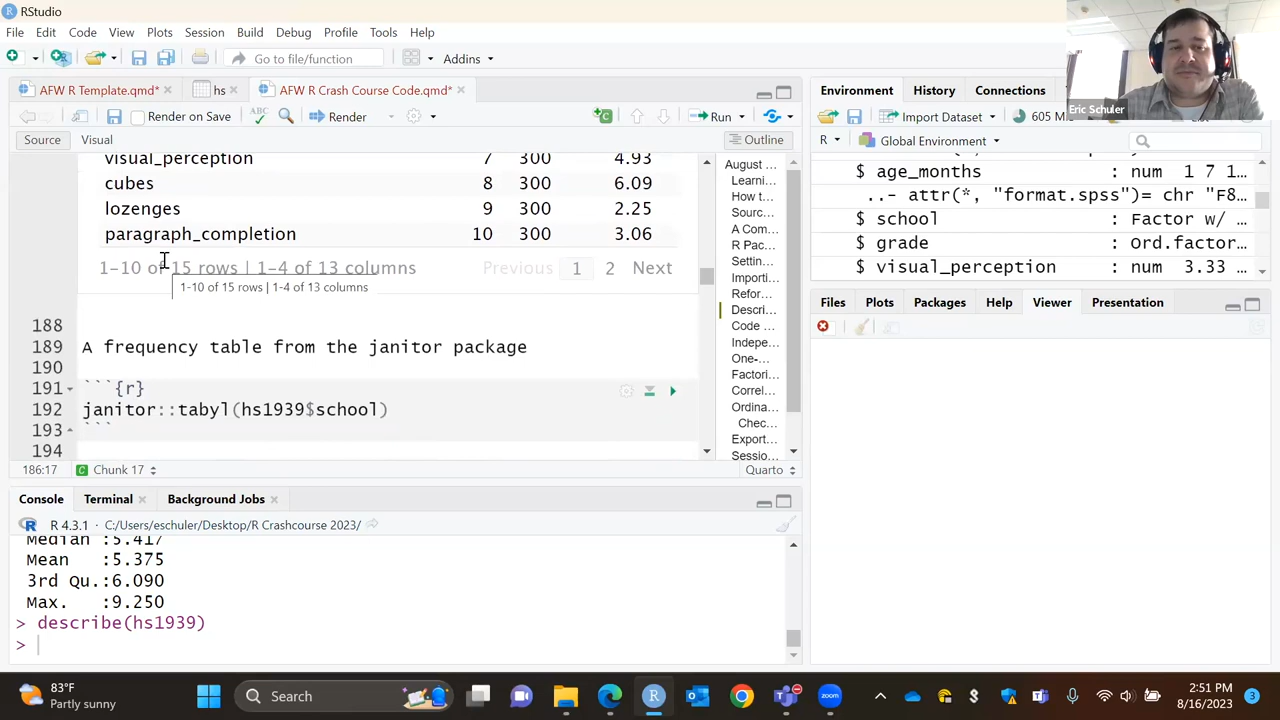 RStudio
File Edit Code View Plots Session Build Debug Profile Tools Help
Go to file/function
Addins
AFW R Template.qmd*
hs
AFW R Crash Course Code.qmd*
Render on Save
ABC
Render
Run
Source Visual
Outline
visual_perception 7 300 4.93
cubes 8 300 6.09
lozenges 9 300 2.25
paragraph_completion 10 300 3.06
1-10 of 15 rows | 1-4 of 13 columns
Previous 1 2 Next
1-10 of 15 rows | 1-4 of 13 columns
188
189 A frequency table from the janitor package
190
191 ```{r}
192 janitor::tabyl(hs1939$school)
193 ```
194
August ...
Learni...
How t...
Sourc...
A Com...
R Pac...
Settin...
Importi...
Refor...
Descri...
Code ...
Indepe...
One-...
Factori...
Correl...
Ordina...
Chec...
Export...
Sessio...
186:17 Chunk 17 Quarto
Console Terminal Background Jobs
R 4.3.1 · C:/Users/eschuler/Desktop/R Crashcourse 2023/
Median :5.417
Mean :5.375
3rd Qu.:6.090
Max. :9.250
> describe(hs1939)
>
Environment History Connections
Import Dataset
R Global Environment
$ age_months : num 1 7 1...
..- attr(*, "format.spss")= chr "F8...
$ school : Factor w/ ...
$ grade : Ord.factor...
$ visual_perception : num 3.33 ...
Files Plots Packages Help Viewer Presentation
Eric Schuler
83°F
Partly sunny
Search
zoom
2:51 PM
8/16/2023
3